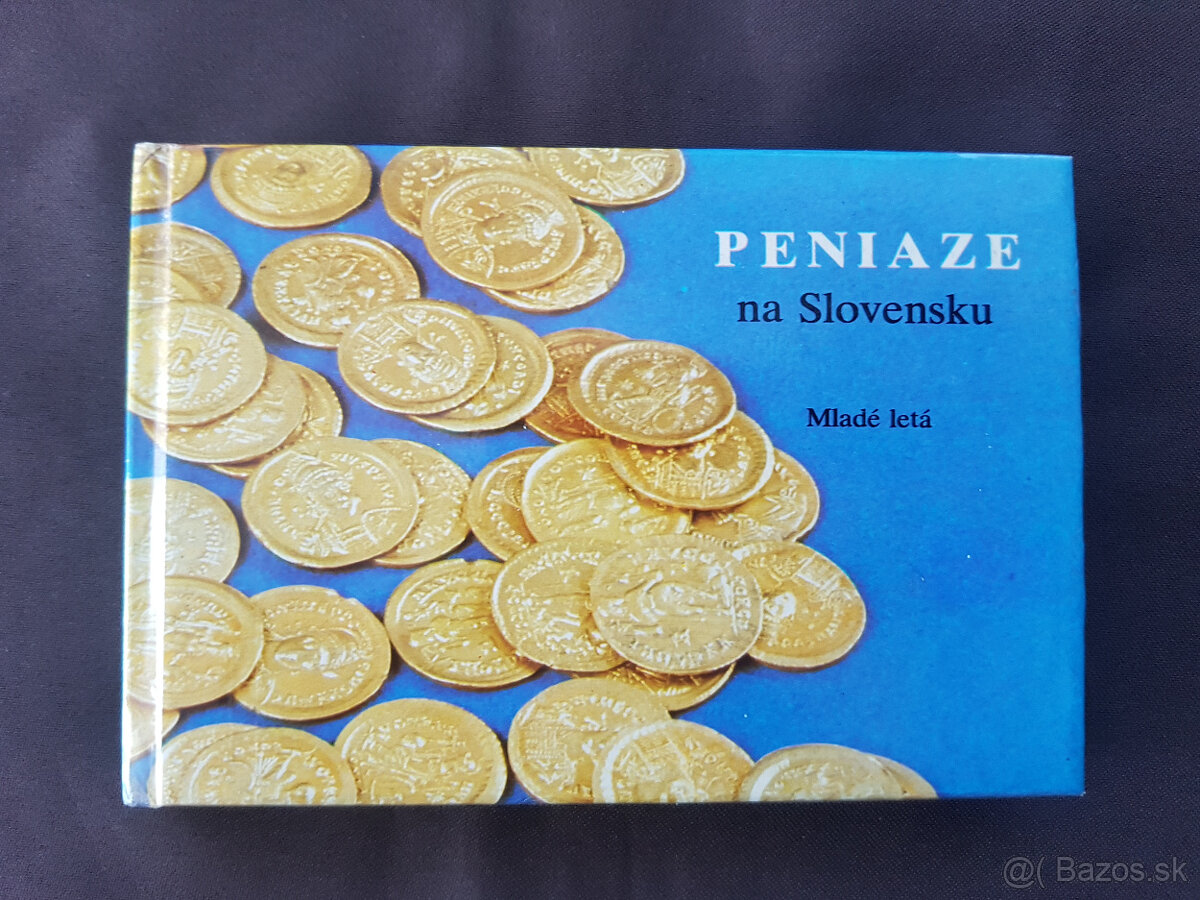 PENIAZE
na Slovensku
Mladé letá
@( Bazos.sk